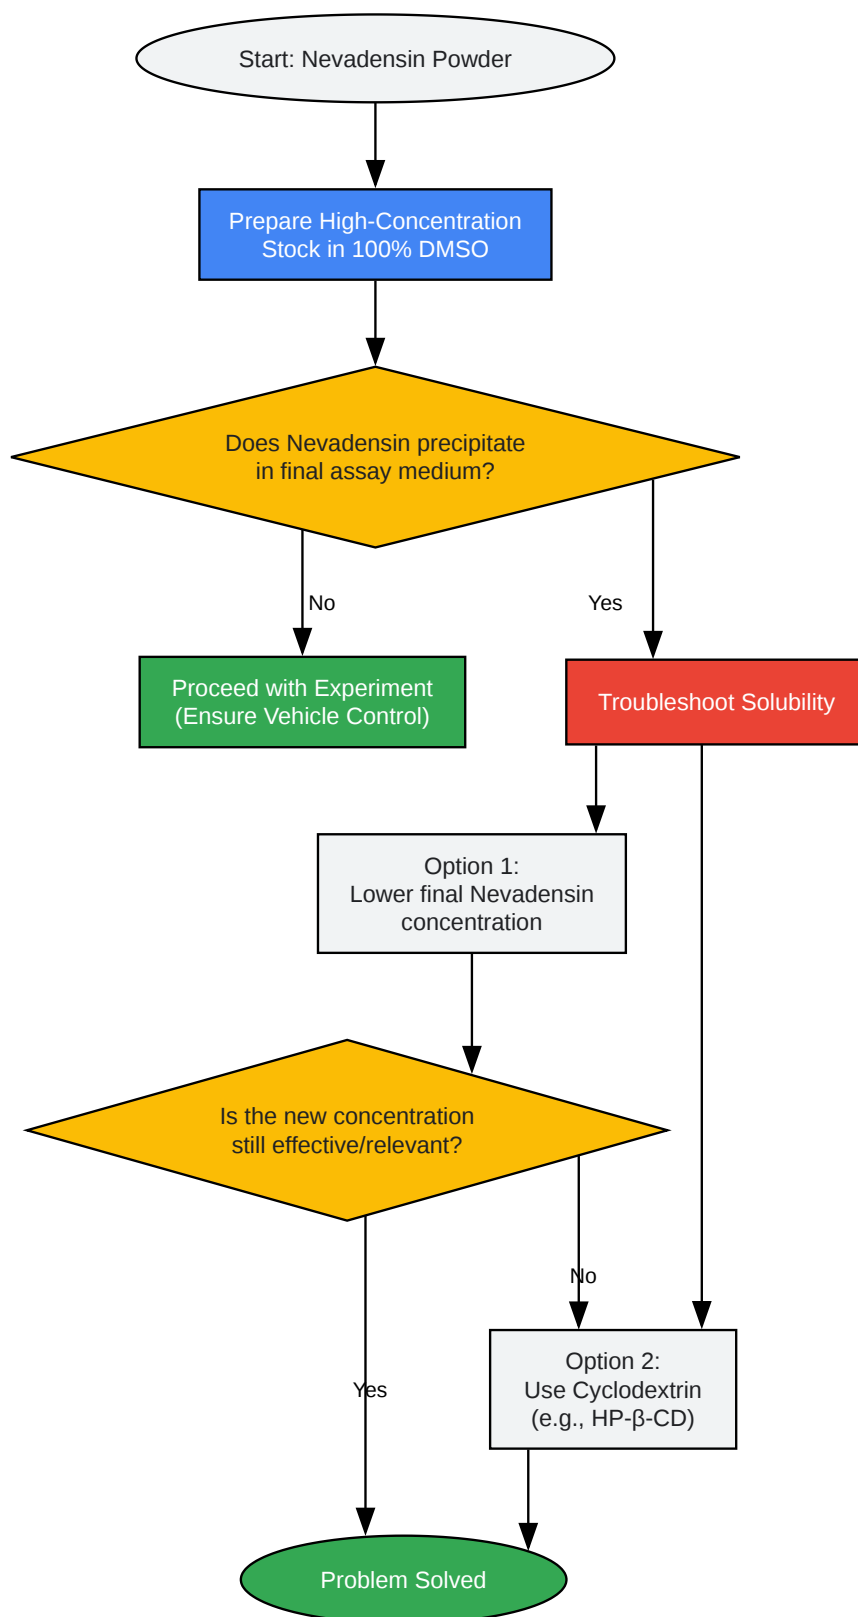 Start: Nevadensin Powder
Prepare High-Concentration
Stock in 100% DMSO
Does Nevadensin precipitate
in final assay medium?
No
Yes
Proceed with Experiment
(Ensure Vehicle Control)
Troubleshoot Solubility
Option 1:
Lower final Nevadensin
concentration
Is the new concentration
still effective/relevant?
No
Option 2:
Use Cyclodextrin
(e.g., HP-β-CD)
Yes
Problem Solved